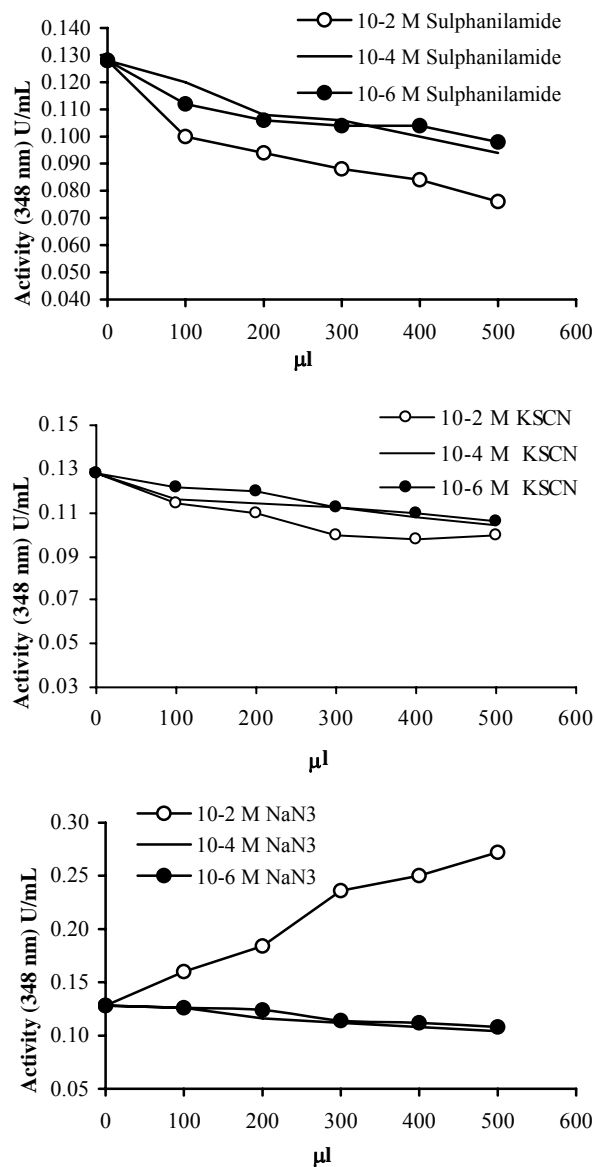 10-2 M Sulphanilamide
10-4 M Sulphanilamide
10-6 M Sulphanilamide
Activity (348 nm) U/mL
0.140
0.130
0.120
0.110
0.100
0.090
0.080
0.070
0.060
0.050
0.040
0 100 200 300 400 500 600
µl
10-2 M KSCN
10-4 M KSCN
10-6 M KSCN
Activity (348 nm) U/mL
0.15
0.13
0.11
0.09
0.07
0.05
0.03
0 100 200 300 400 500 600
µl
10-2 M NaN3
10-4 M NaN3
10-6 M NaN3
Activity (348 nm) U/mL
0.30
0.25
0.20
0.15
0.10
0.05
0 100 200 300 400 500 600
µl